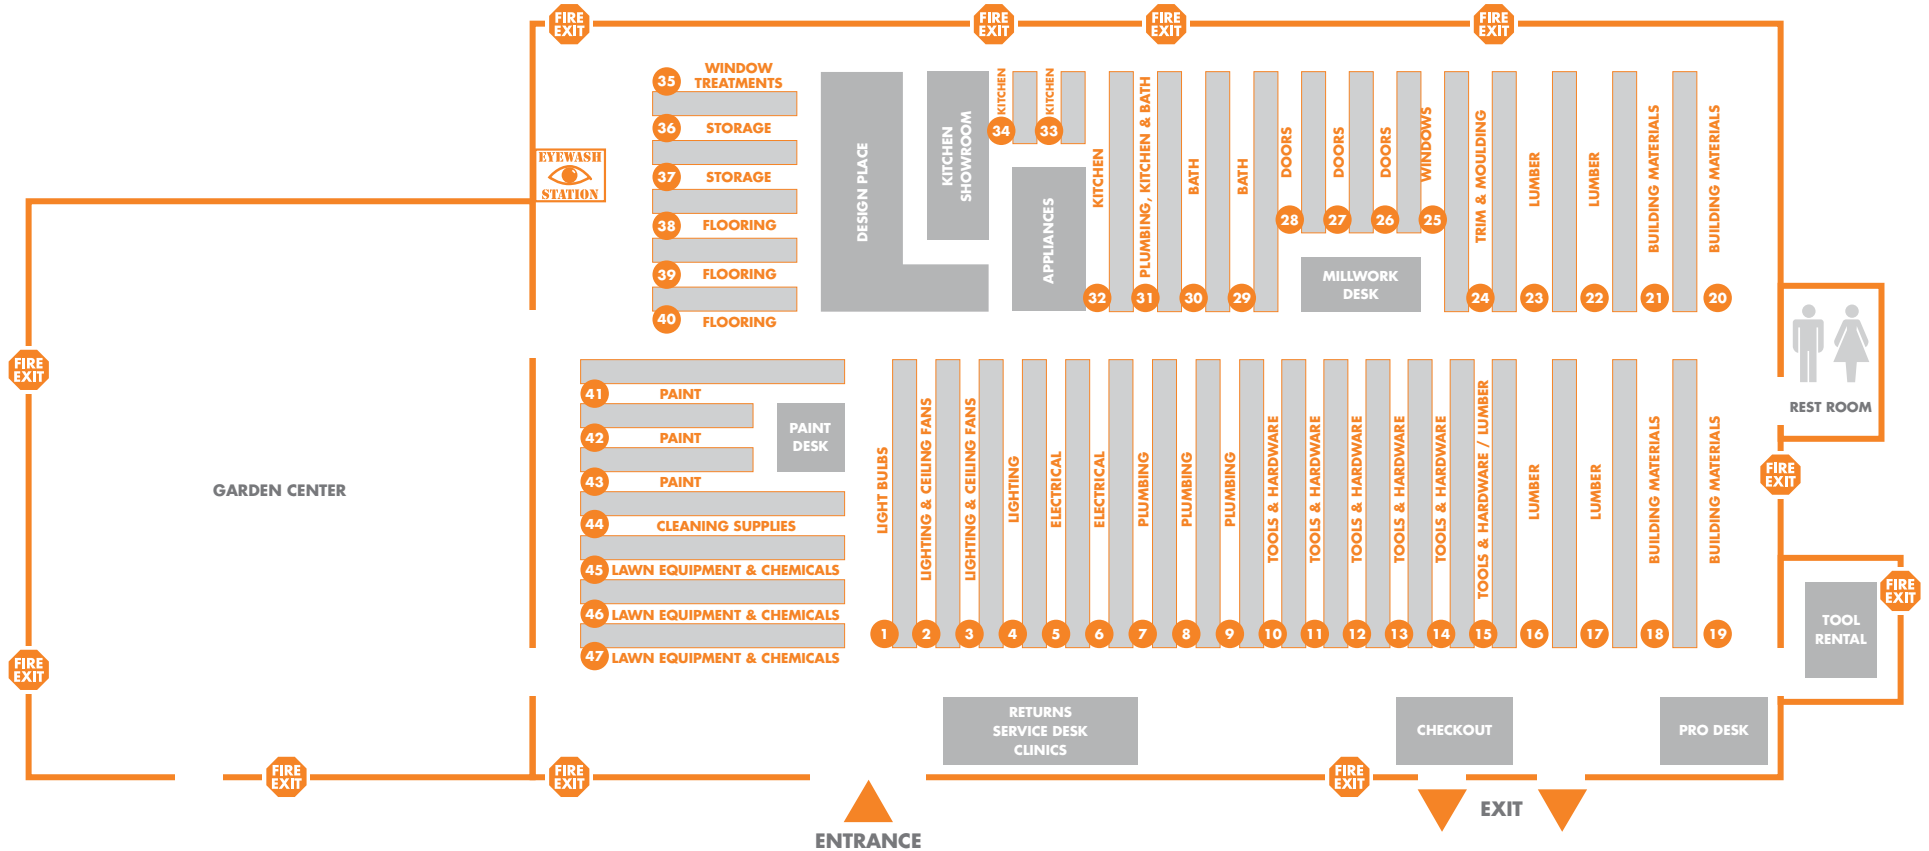 FIRE
EXIT
FIRE
EXIT
FIRE
EXIT
FIRE
EXIT
35
WINDOW
TREATMENTS
36
STORAGE
37
STORAGE
38
FLOORING
39
FLOORING
40
FLOORING
EYEWASH
STATION
DESIGN PLACE
KITCHEN
SHOWROOM
KITCHEN
34
KITCHEN
33
APPLIANCES
KITCHEN
32
PLUMBING, KITCHEN & BATH
31
BATH
30
BATH
29
DOORS
28
DOORS
27
DOORS
26
WINDOWS
25
MILLWORK
DESK
TRIM & MOULDING
24
LUMBER
23
LUMBER
22
BUILDING MATERIALS
21
BUILDING MATERIALS
20
REST ROOM
FIRE
EXIT
FIRE
EXIT
GARDEN CENTER
41
PAINT
42
PAINT
43
PAINT
PAINT
DESK
44
CLEANING SUPPLIES
45
LAWN EQUIPMENT & CHEMICALS
46
LAWN EQUIPMENT & CHEMICALS
47
LAWN EQUIPMENT & CHEMICALS
LIGHT BULBS
1
LIGHTING & CEILING FANS
2
LIGHTING & CEILING FANS
3
LIGHTING
4
ELECTRICAL
5
ELECTRICAL
6
PLUMBING
7
PLUMBING
8
PLUMBING
9
TOOLS & HARDWARE
10
TOOLS & HARDWARE
11
TOOLS & HARDWARE
12
TOOLS & HARDWARE
13
TOOLS & HARDWARE
14
TOOLS & HARDWARE / LUMBER
15
LUMBER
16
LUMBER
17
BUILDING MATERIALS
18
BUILDING MATERIALS
19
FIRE
EXIT
TOOL
RENTAL
FIRE
EXIT
RETURNS
SERVICE DESK
CLINICS
CHECKOUT
PRO DESK
FIRE
EXIT
FIRE
EXIT
FIRE
EXIT
EXIT
ENTRANCE